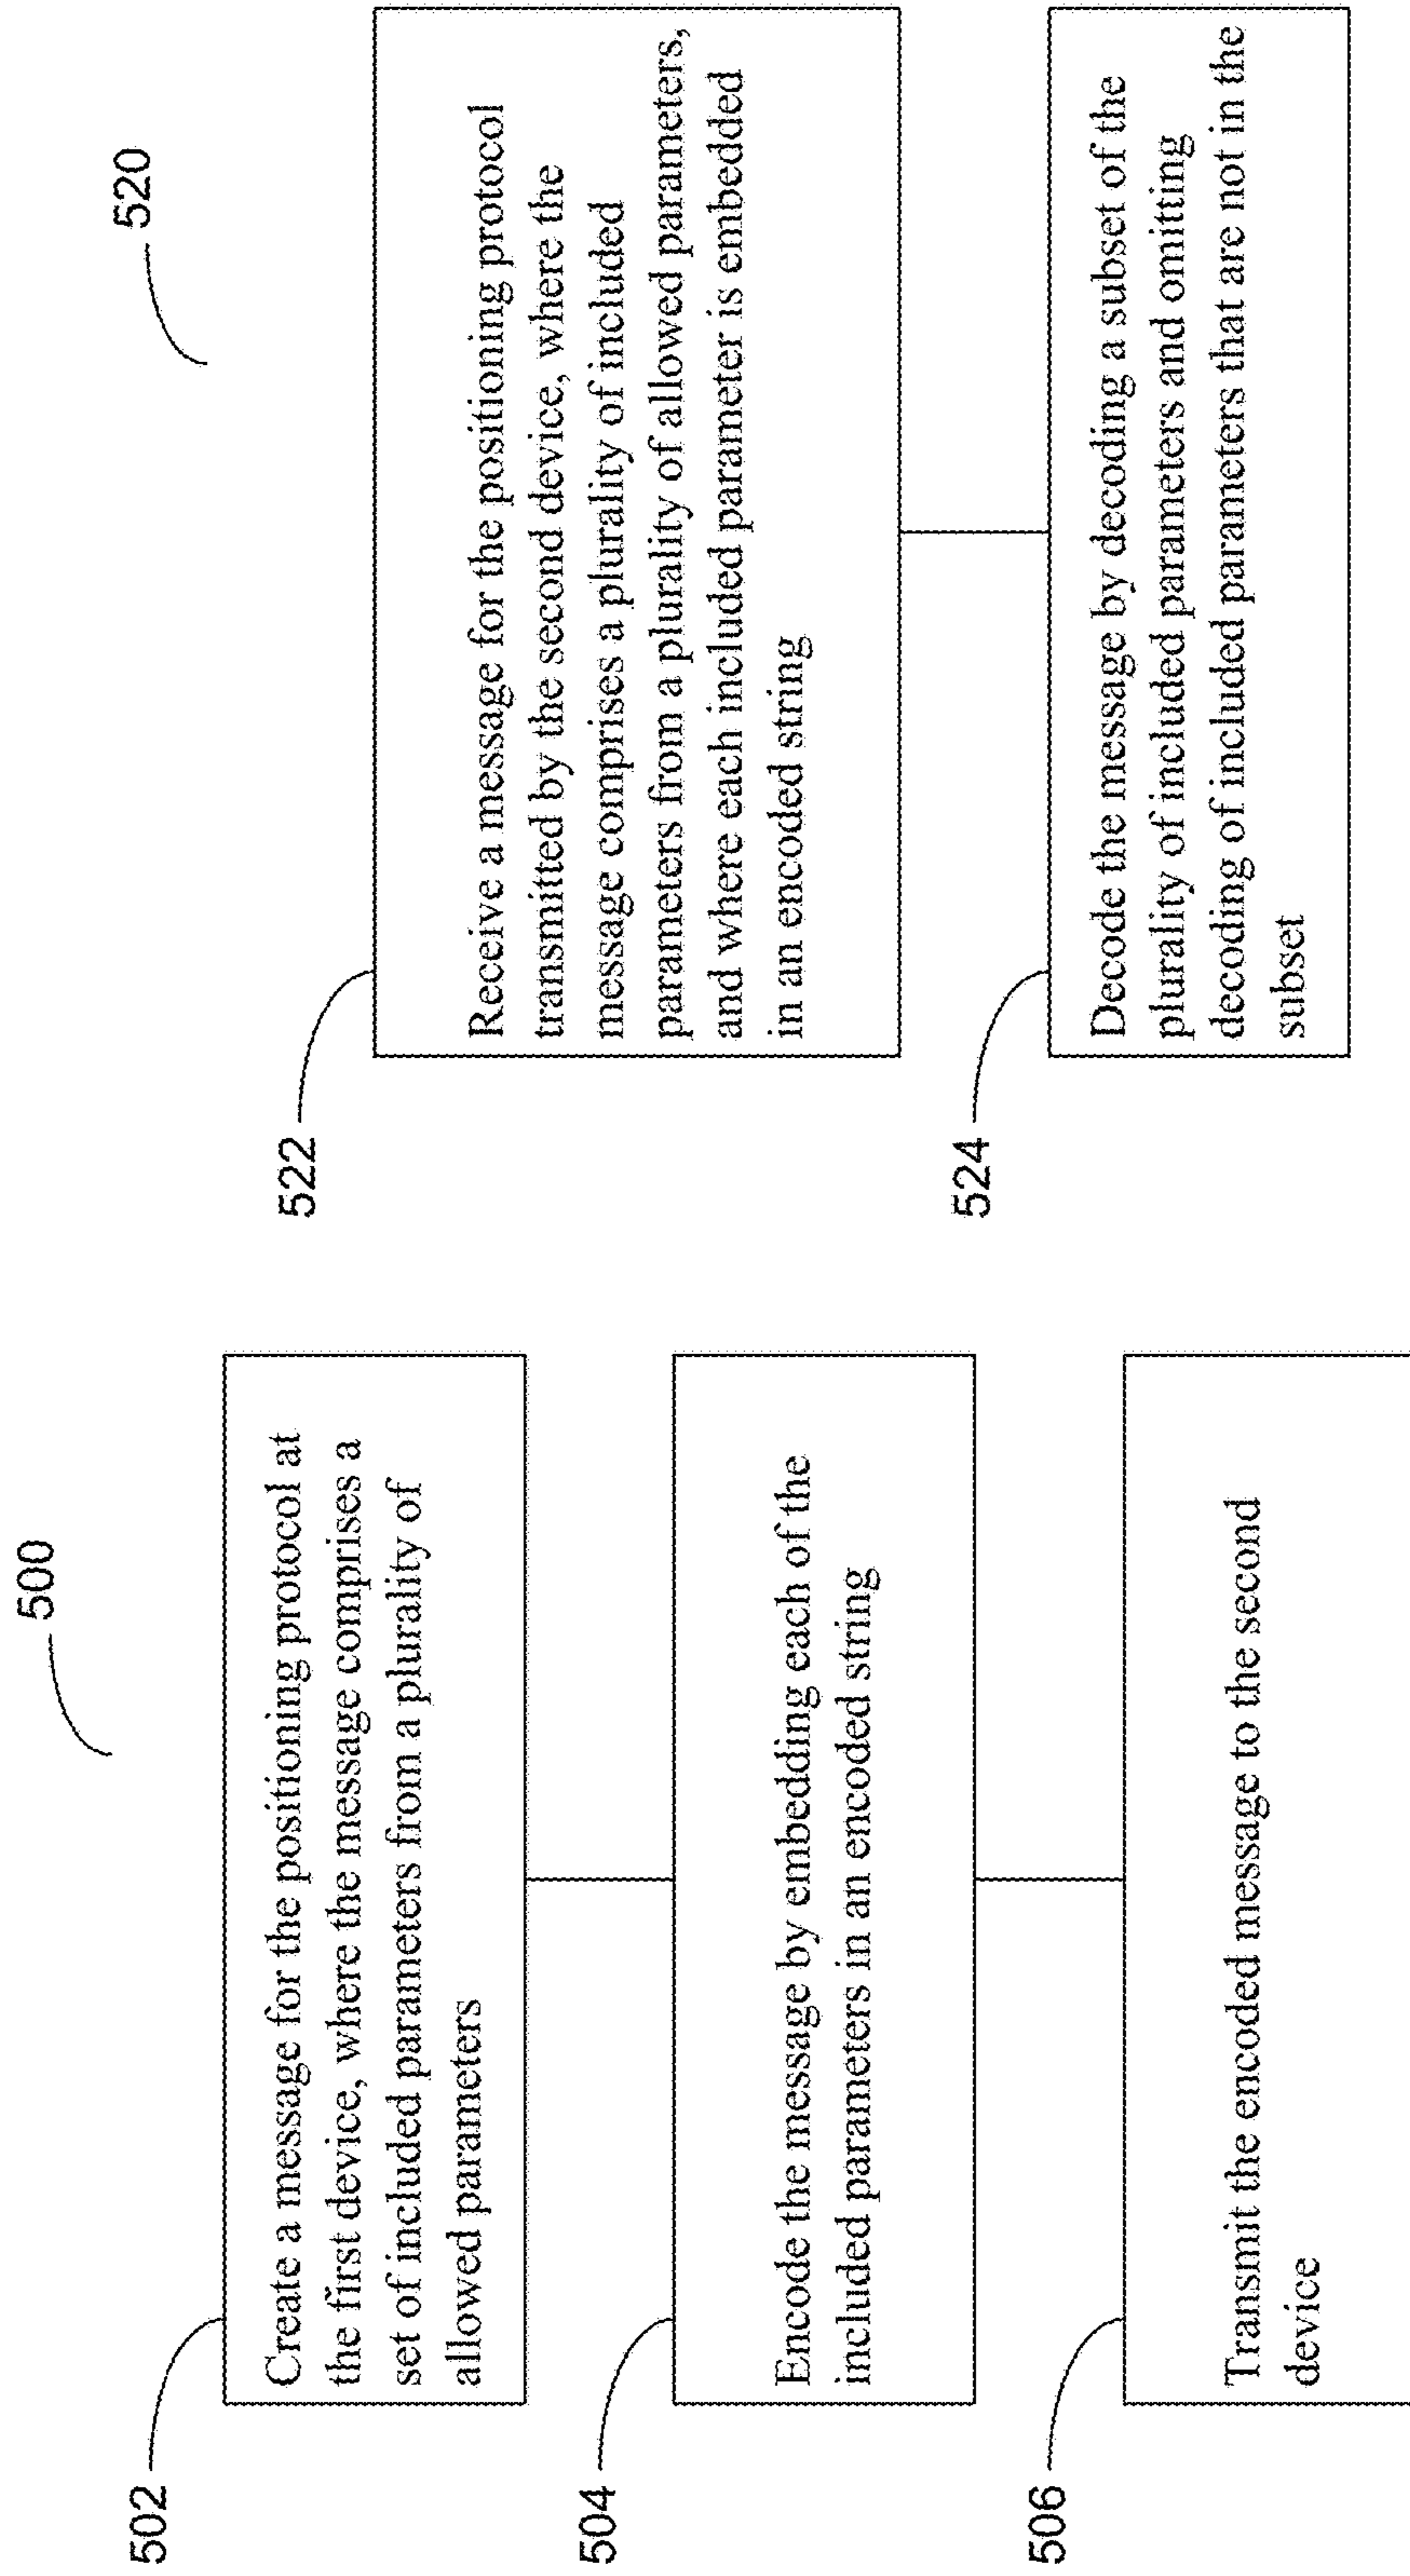 500
502
Create a message for the positioning protocol at
the first device, where the message comprises a
set of included parameters from a plurality of
allowed parameters
504
Encode the message by embedding each of the
included parameters in an encoded string
506
Transmit the encoded message to the second
device
520
522
Receive a message for the positioning protocol
transmitted by the second device, where the
message comprises a plurality of included
parameters from a plurality of allowed parameters,
and where each included parameter is embedded
in an encoded string
524
Decode the message by decoding a subset of the
plurality of included parameters and omitting
decoding of included parameters that are not in the
subset